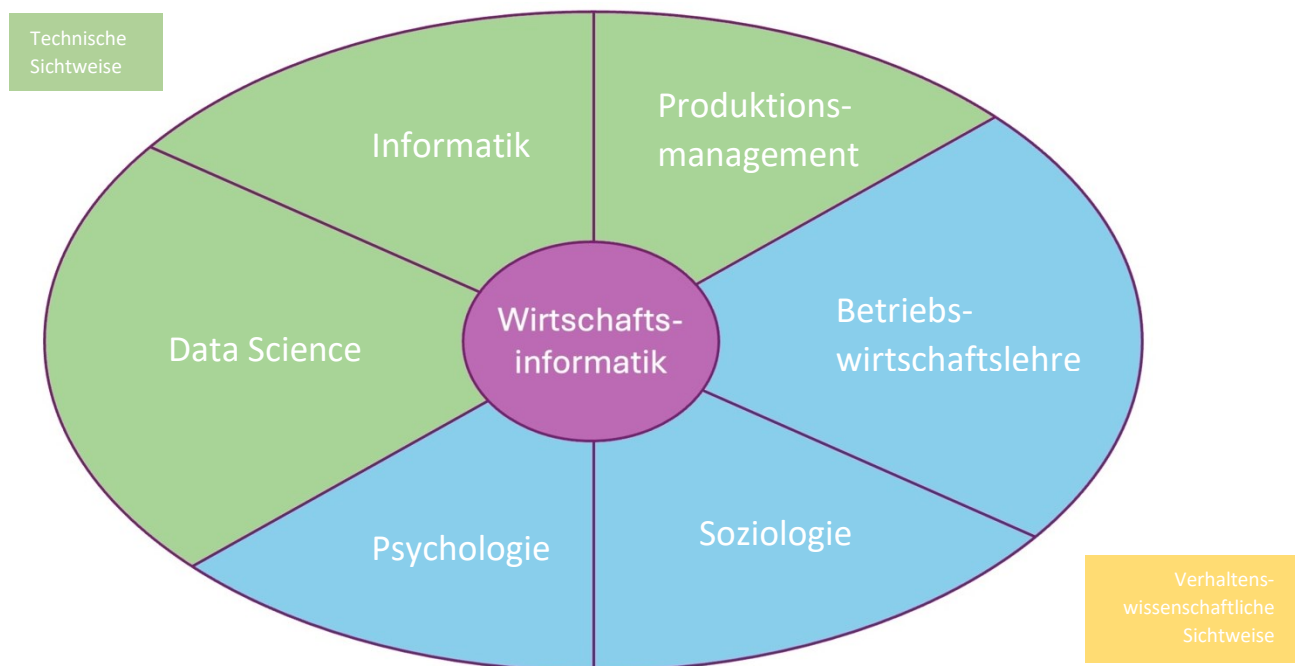 Technische
Sichtweise
Informatik
Produktions-
management
Data Science
Wirtschafts-
informatik
Betriebs-
wirtschaftslehre
Psychologie
Soziologie
Verhaltens-
wissenschaftliche
Sichtweise